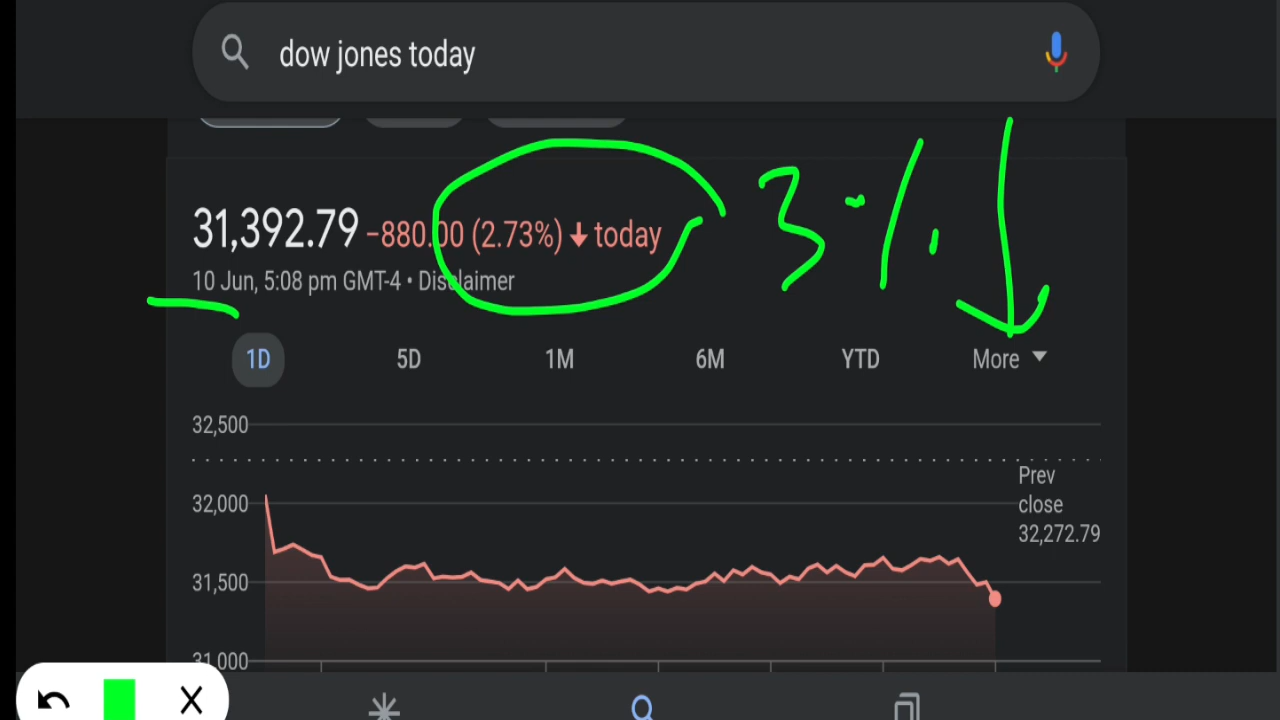 dow jones today
31,392.79 −880.00 (2.73%) ↓ today
3 %.
10 Jun, 5:08 pm GMT-4 • Disclaimer
1D 5D 1M 6M YTD More
32,500
Prev
close
32,272.79
32,000
31,500
31,000
X